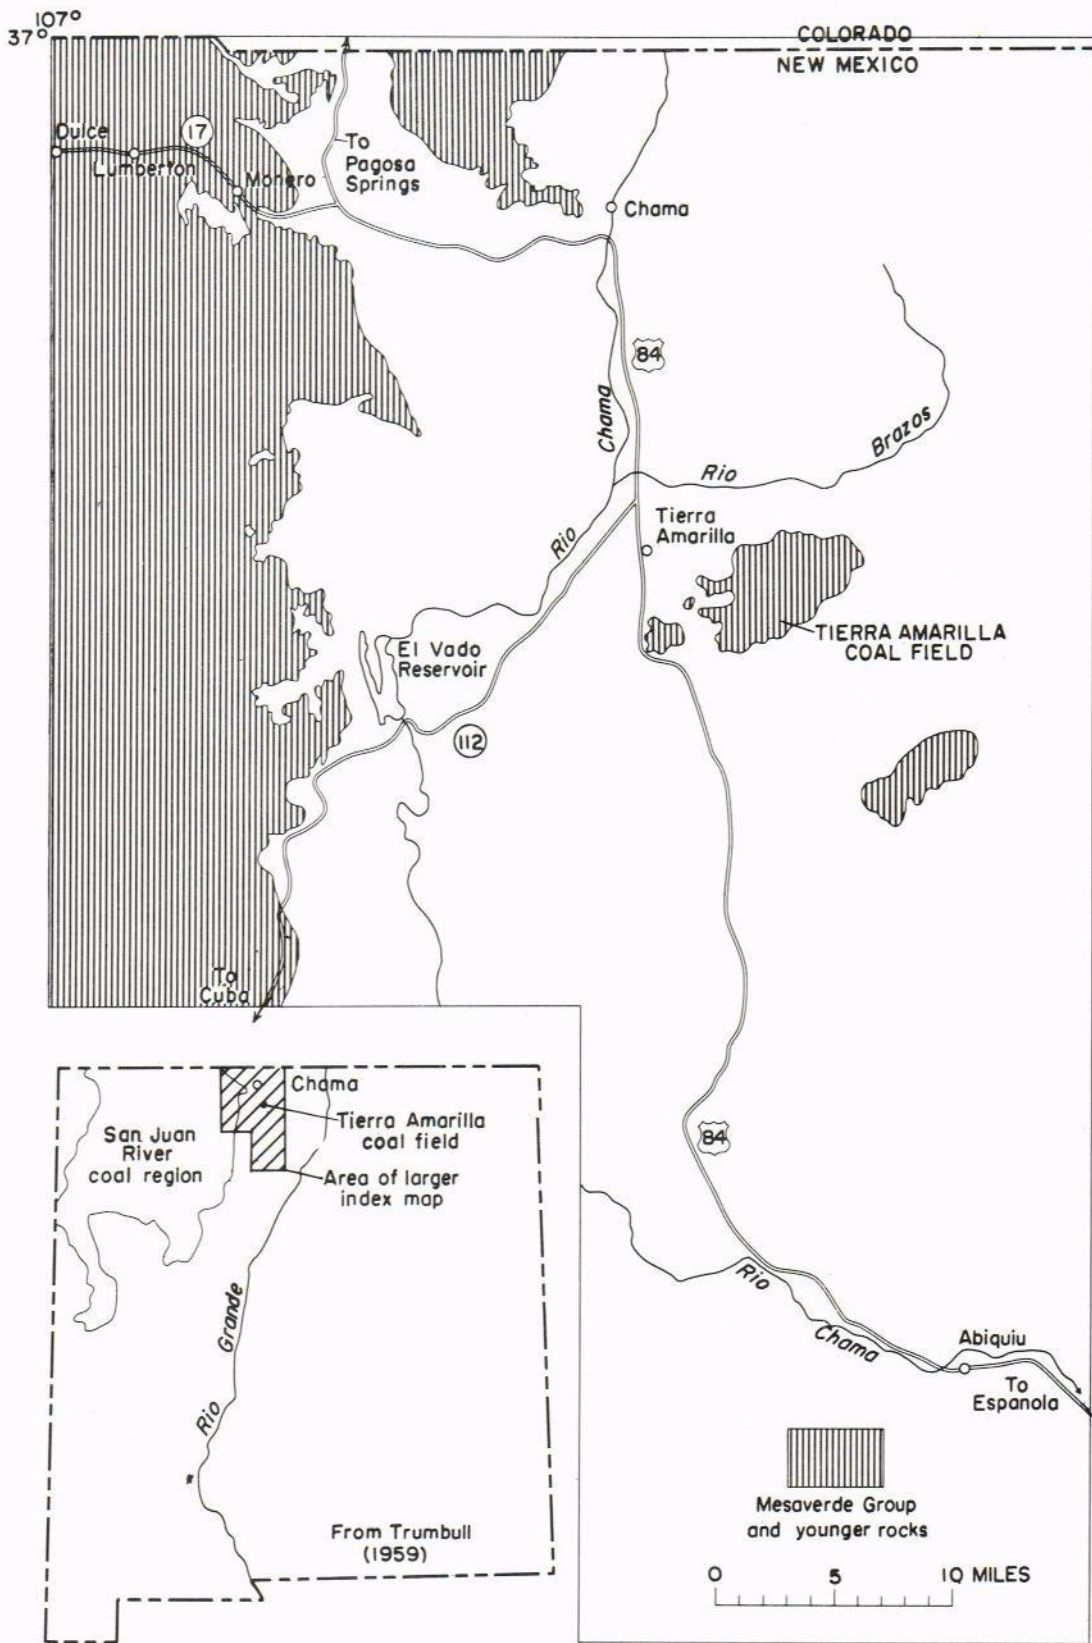 107°
37°
COLORADO
NEW MEXICO
Dulce
17
Lumberton
Monero
To
Pagosa
Springs
Chama
84
Chama
Rio
Brazos
Rio
Tierra
Amarilla
TIERRA AMARILLA
COAL FIELD
El Vado
Reservoir
112
To
Cuba
84
Rio
Chama
Abiquiu
To
Espanola
Chama
Tierra Amarilla
coal field
San Juan
River
coal region
Area of larger
index map
Grande
Rio
From Trumbull
(1959)
Mesaverde Group
and younger rocks
0 5 10 MILES